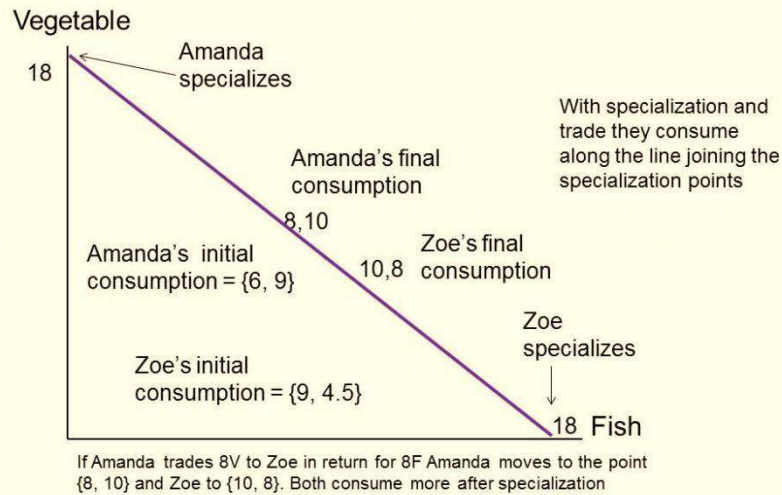 Vegetable
18
Amanda
specializes
With specialization and
trade they consume
along the line joining the
specialization points
Amanda's final
consumption
8,10
Amanda's initial
consumption = {6, 9}
10,8
Zoe's final
consumption
Zoe
specializes
Zoe's initial
consumption = {9, 4.5}
18
Fish
If Amanda trades 8V to Zoe in return for 8F Amanda moves to the point
{8, 10} and Zoe to {10, 8}. Both consume more after specialization